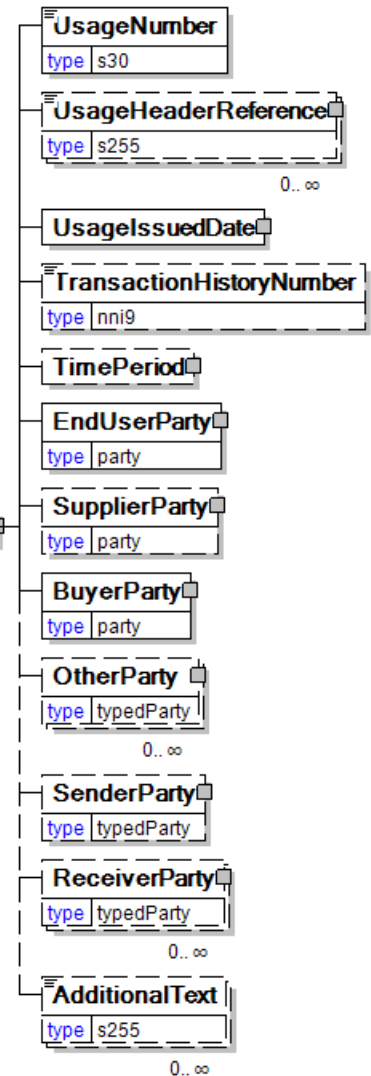 UsageNumber
type s30
UsageHeaderReference
type s255
0.. ∞
UsageIssuedDate
TransactionHistoryNumber
type nni9
TimePeriod
EndUserParty
type party
SupplierParty
type party
BuyerParty
type party
OtherParty
type typedParty
0.. ∞
SenderParty
type typedParty
ReceiverParty
type typedParty
0.. ∞
AdditionalText
type s255
0.. ∞